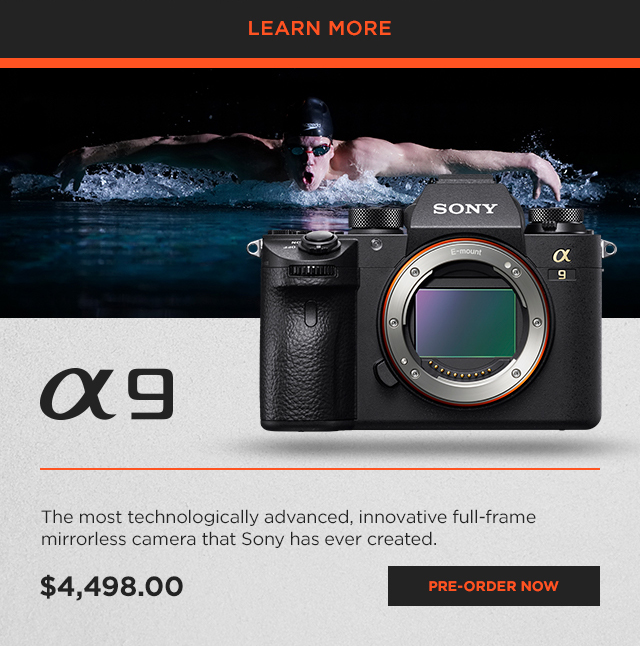 LEARN MORE
SONY
E-mount
α
9
α9
The most technologically advanced, innovative full-frame
mirrorless camera that Sony has ever created.
$4,498.00
PRE-ORDER NOW